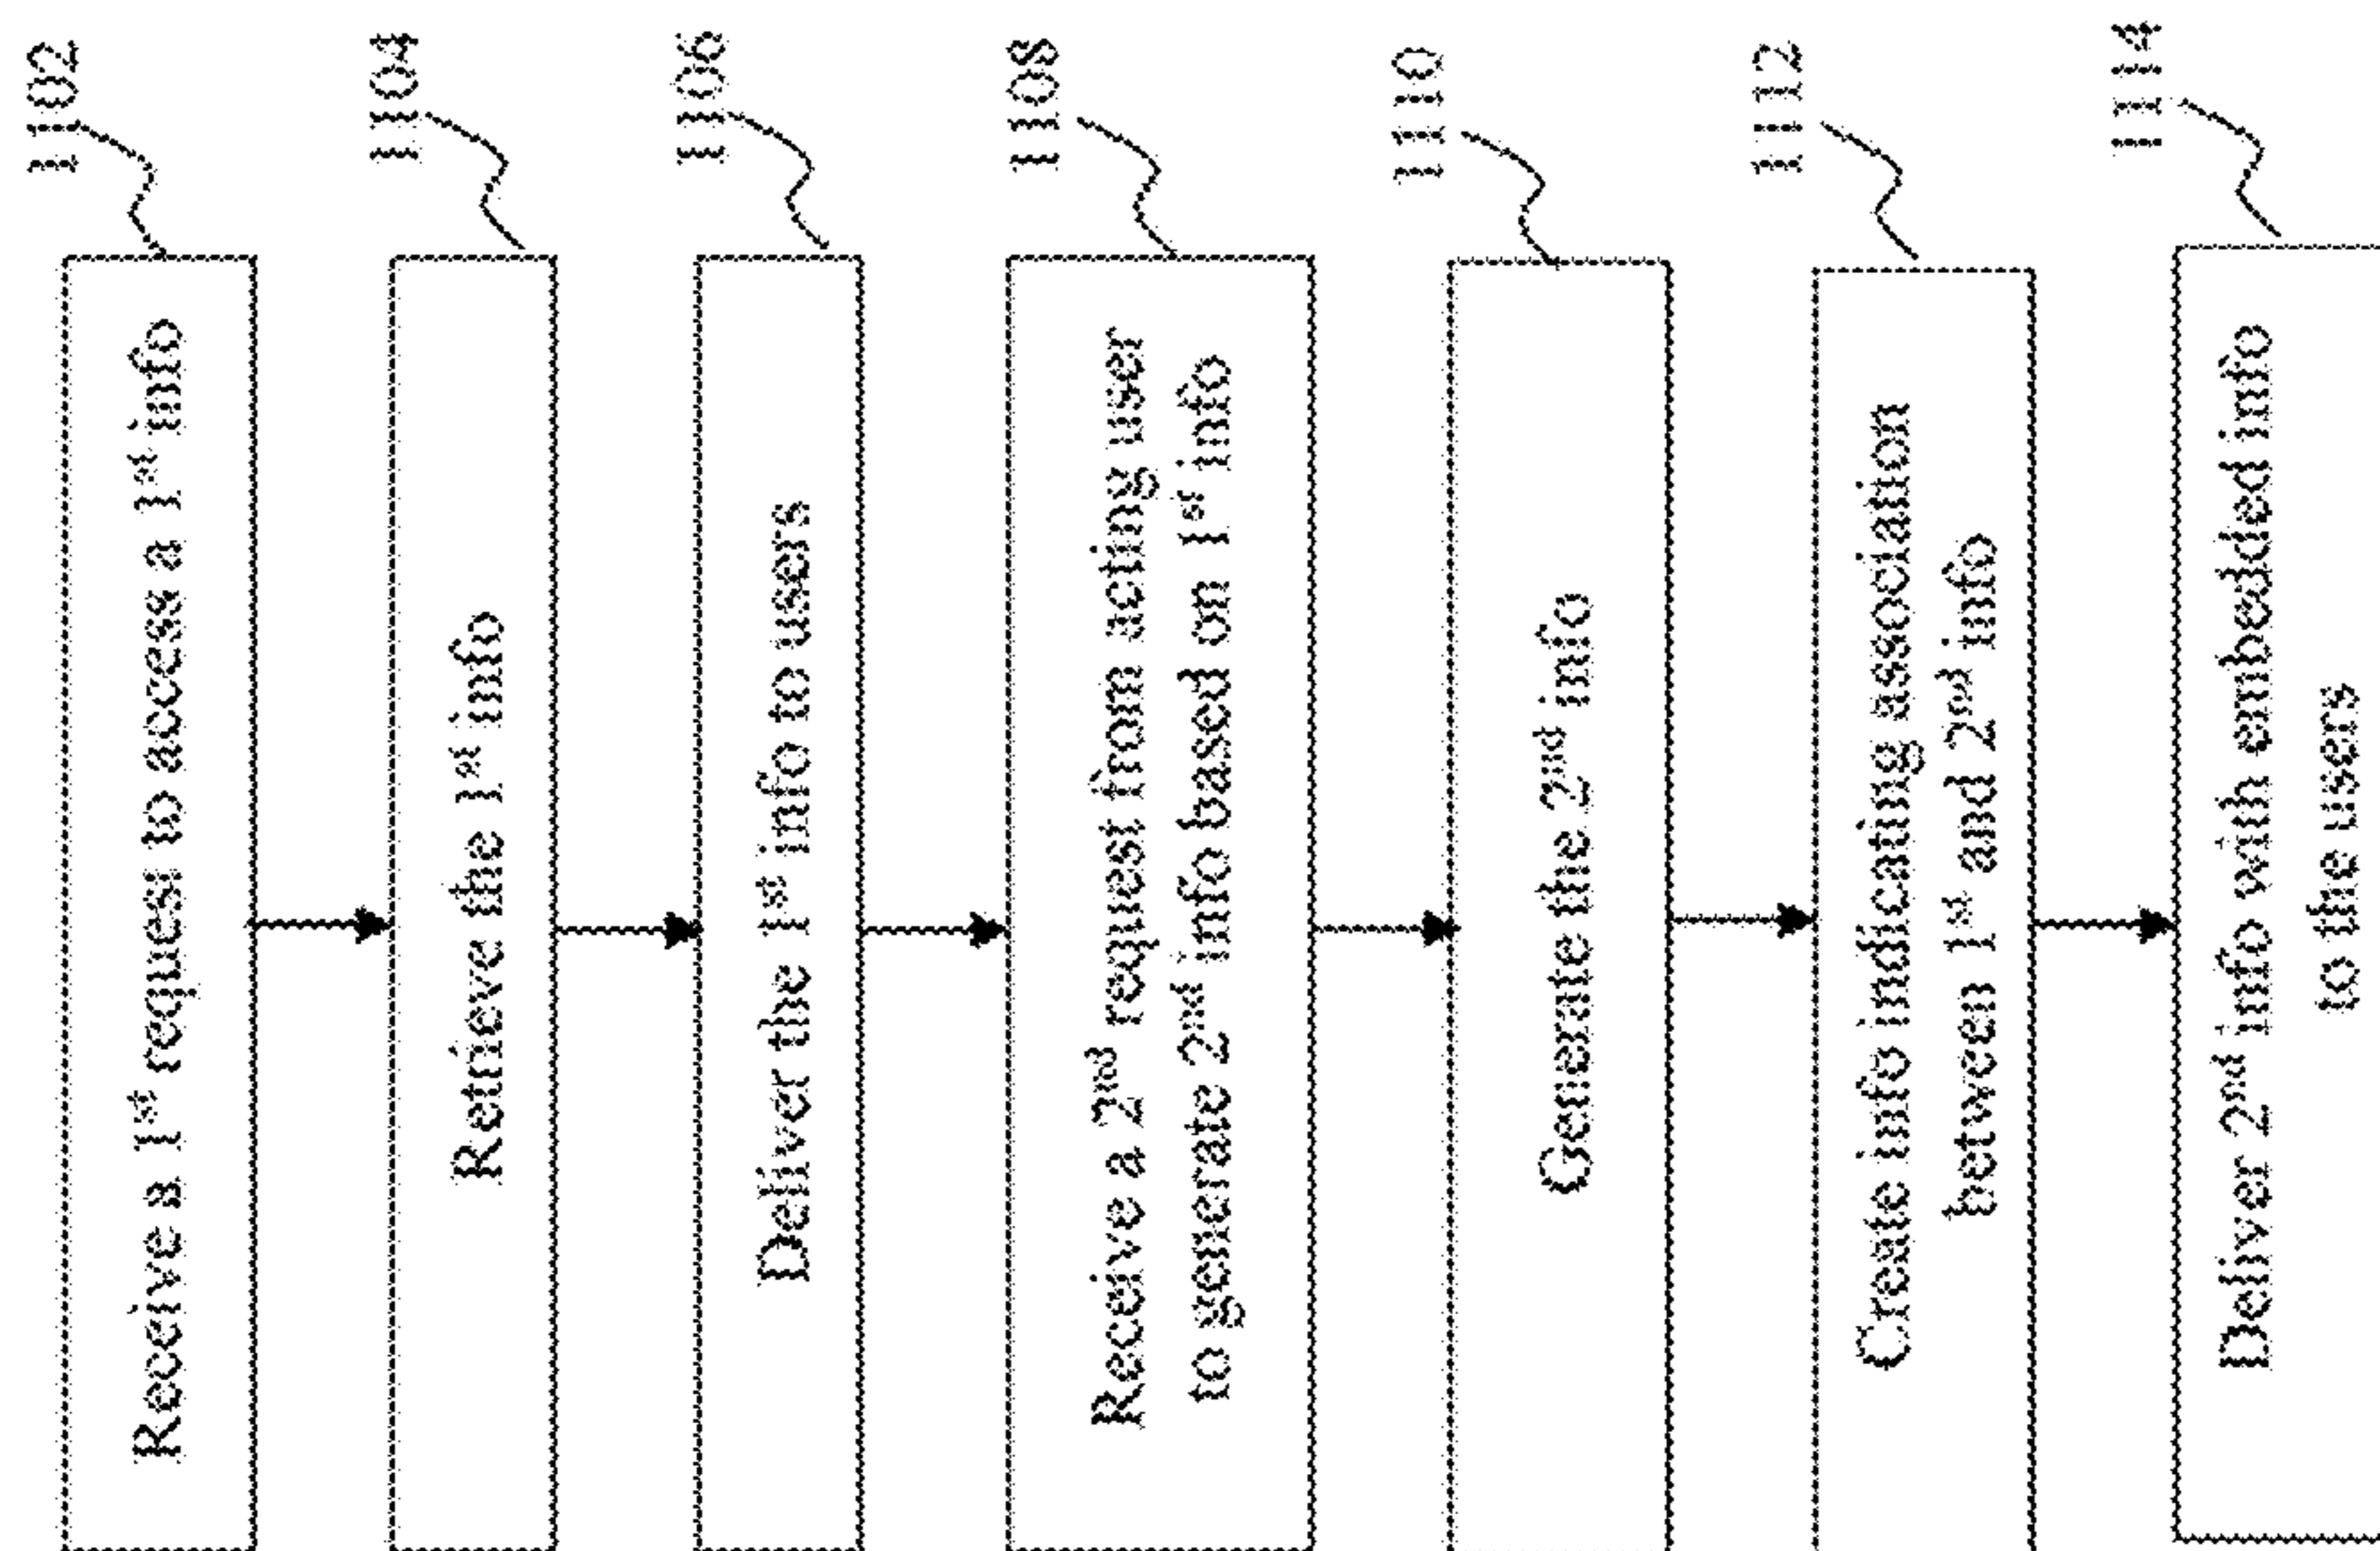 1102
Receive a 1st request to access a 1st info
1104
Retrieve the 1st info
1106
Deliver the 1st info to users
1108
Receive a 2nd request from acting user
to generate 2nd info based on 1st info
1110
Generate the 2nd info
1112
Create info indicating association
between 1st and 2nd info
1114
Deliver 2nd info with embedded info
to the users